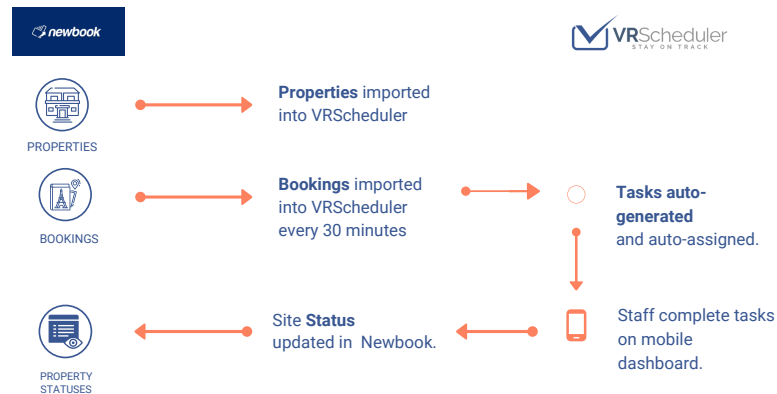 newbook
VRScheduler
STAY ON TRACK
Properties imported
into VRScheduler
PROPERTIES
Bookings imported
into VRScheduler
every 30 minutes
Tasks auto-
generated
and auto-assigned.
BOOKINGS
Site Status
updated in Newbook.
Staff complete tasks
on mobile
dashboard.
PROPERTY
STATUSES